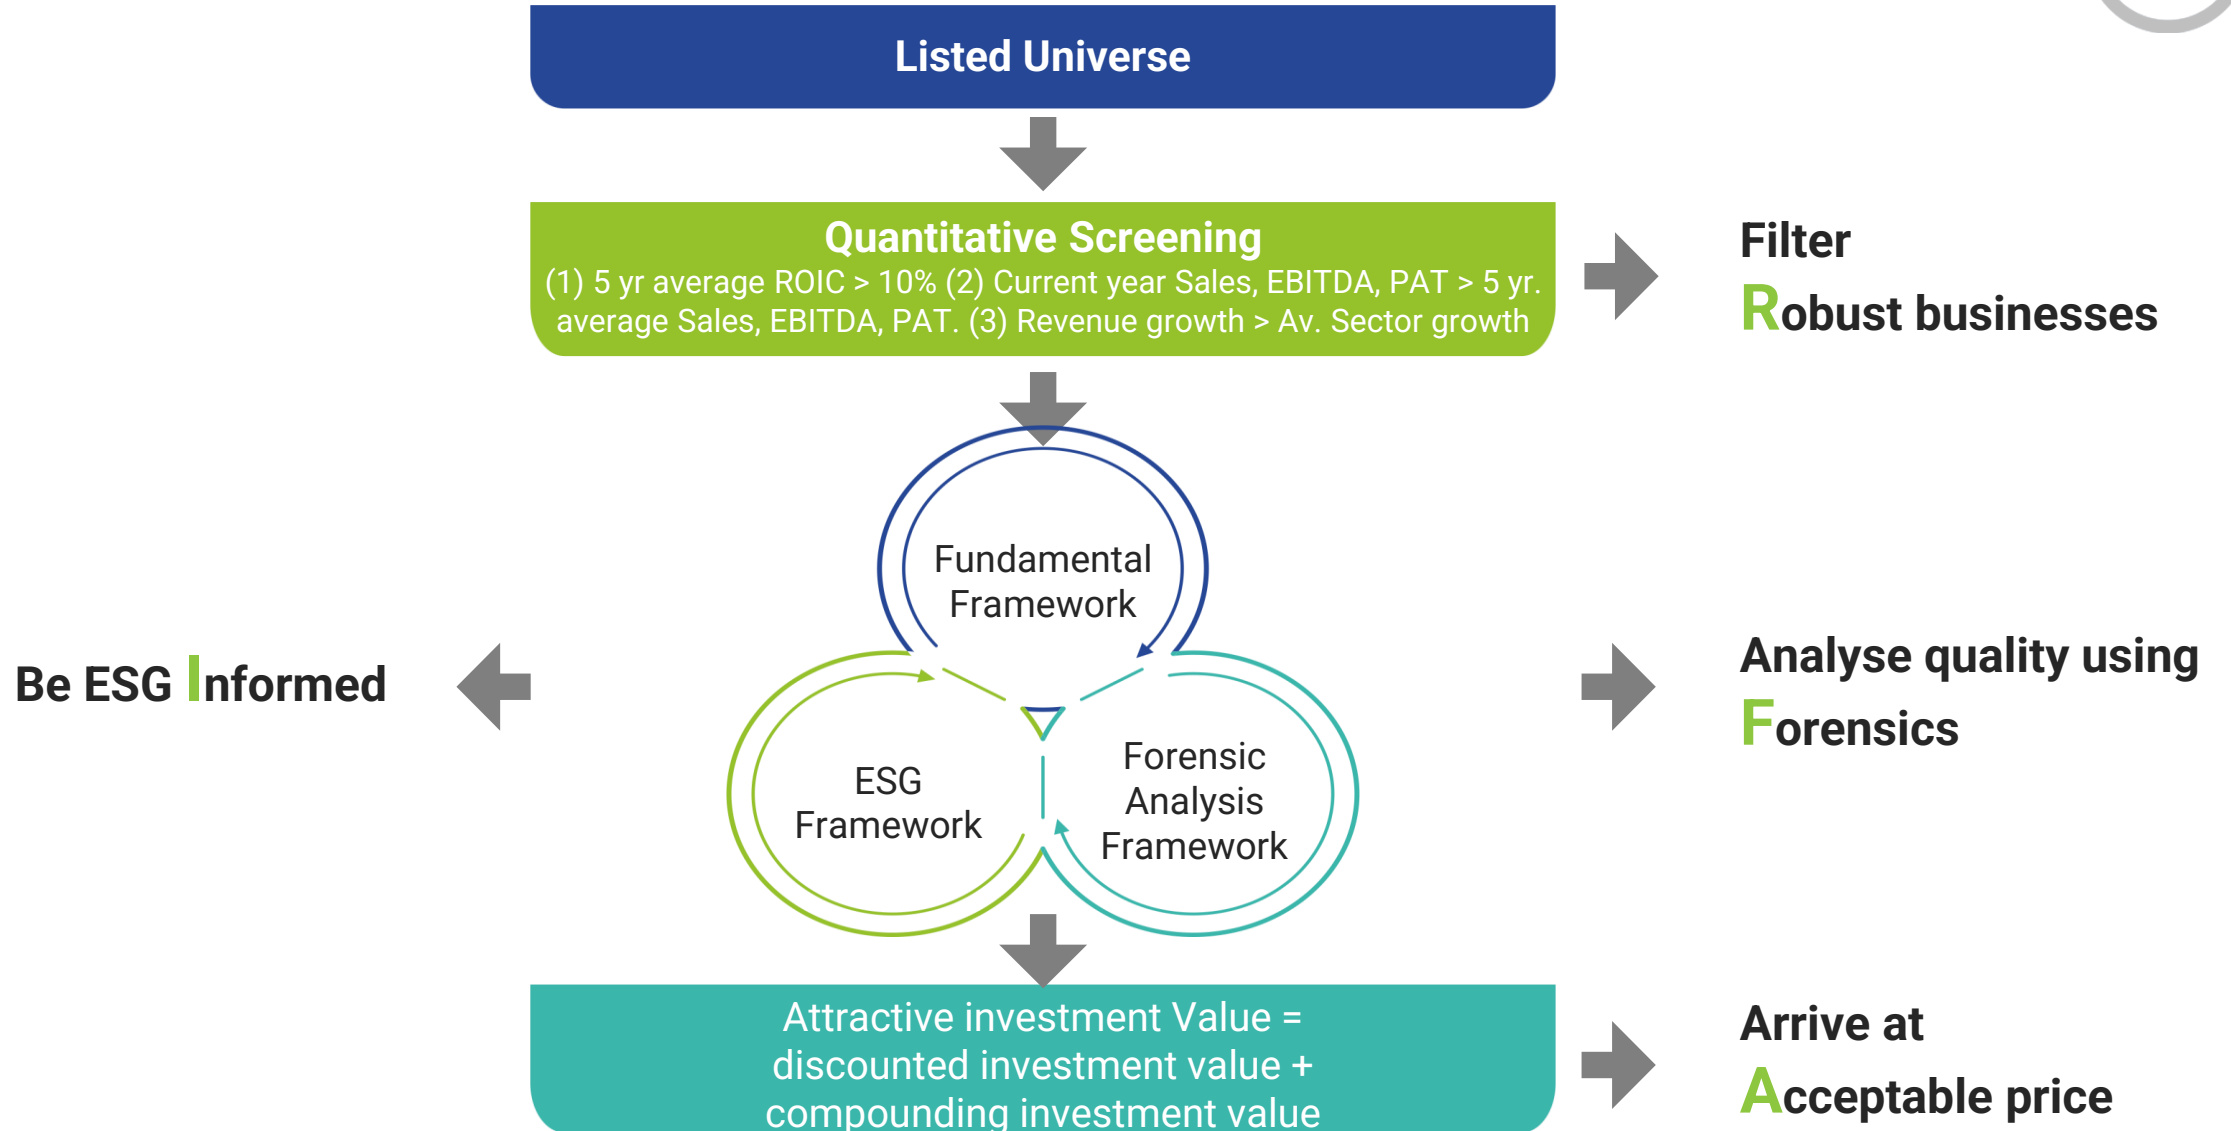 Listed Universe
Quantitative Screening
(1) 5 yr average ROIC > 10% (2) Current year Sales, EBITDA, PAT > 5 yr.
average Sales, EBITDA, PAT. (3) Revenue growth > Av. Sector growth
Filter
Robust businesses
Fundamental
Framework
Be ESG Informed
ESG
Framework
Forensic
Analysis
Framework
Analyse quality using
Forensics
Attractive investment Value =
discounted investment value +
compounding investment value
Arrive at
Acceptable price